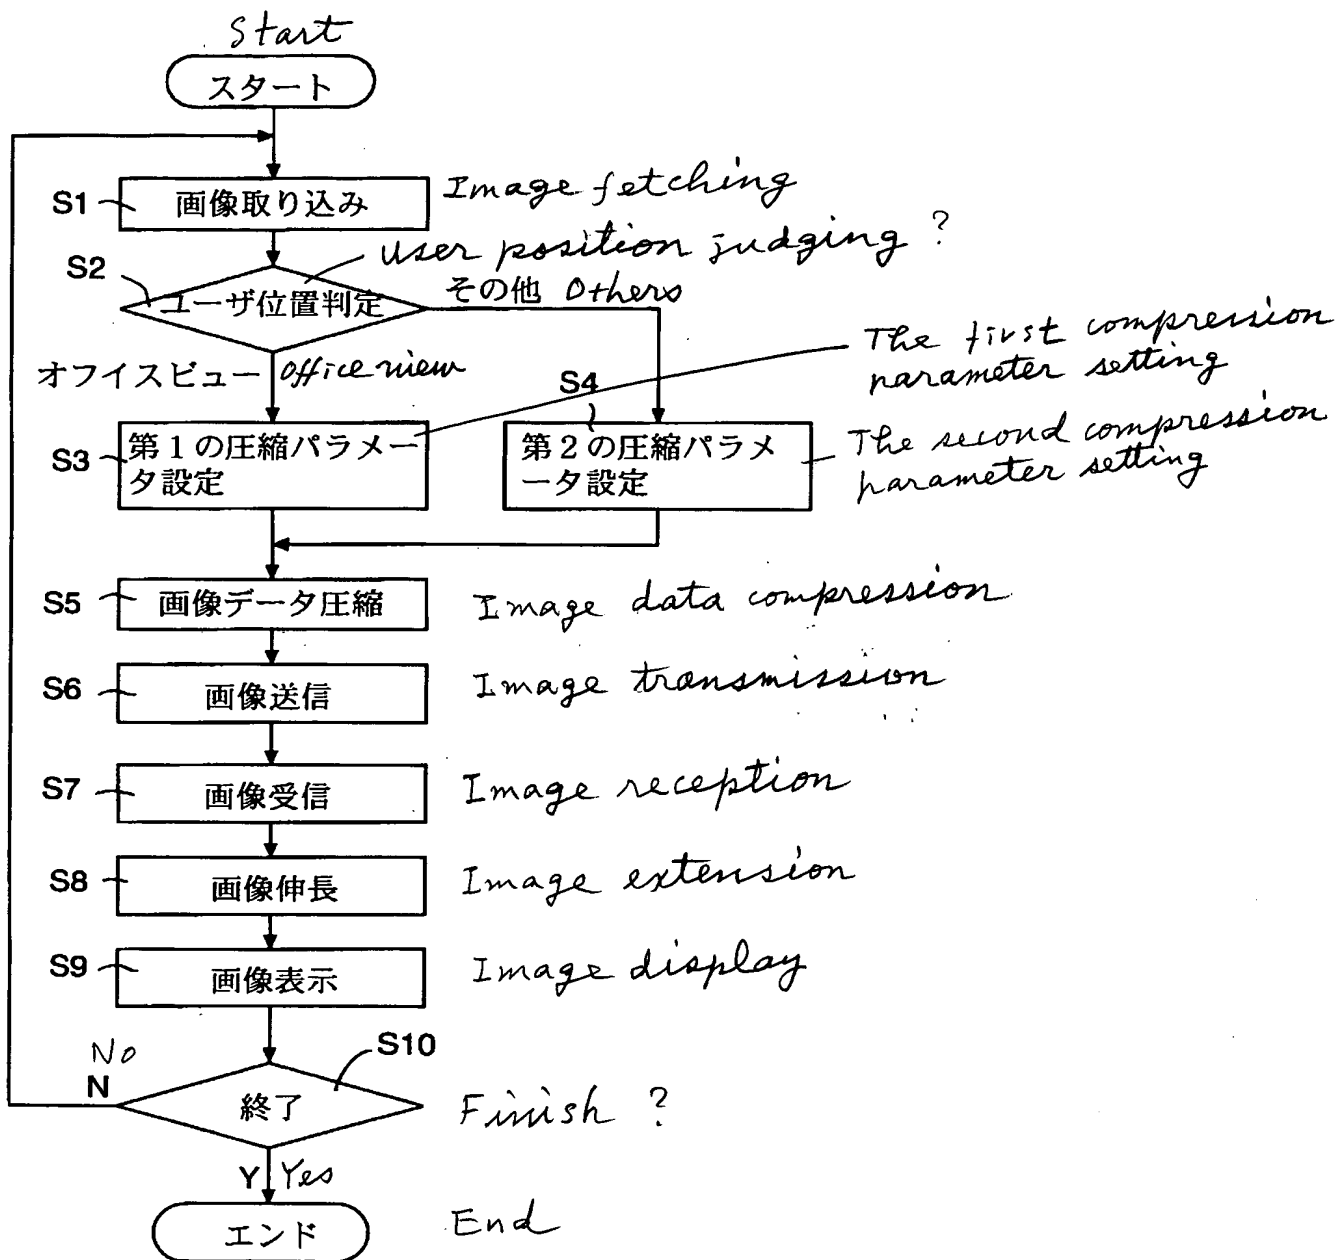 Start
スタート
S1
画像取り込み
Image fetching
S2
user position judging ?
ユーザ位置判定
その他 Others
オフイスビュー office view
The first compression
parameter setting
S3
第1の圧縮パラメー
タ設定
S4
第2の圧縮パラメ
ータ設定
The second compression
parameter setting
S5
画像データ圧縮
Image data compression
S6
画像送信
Image transmission
S7
画像受信
Image reception
S8
画像伸長
Image extension
S9
画像表示
Image display
S10
No
N
終了
Finish ?
Y Yes
エンド
End